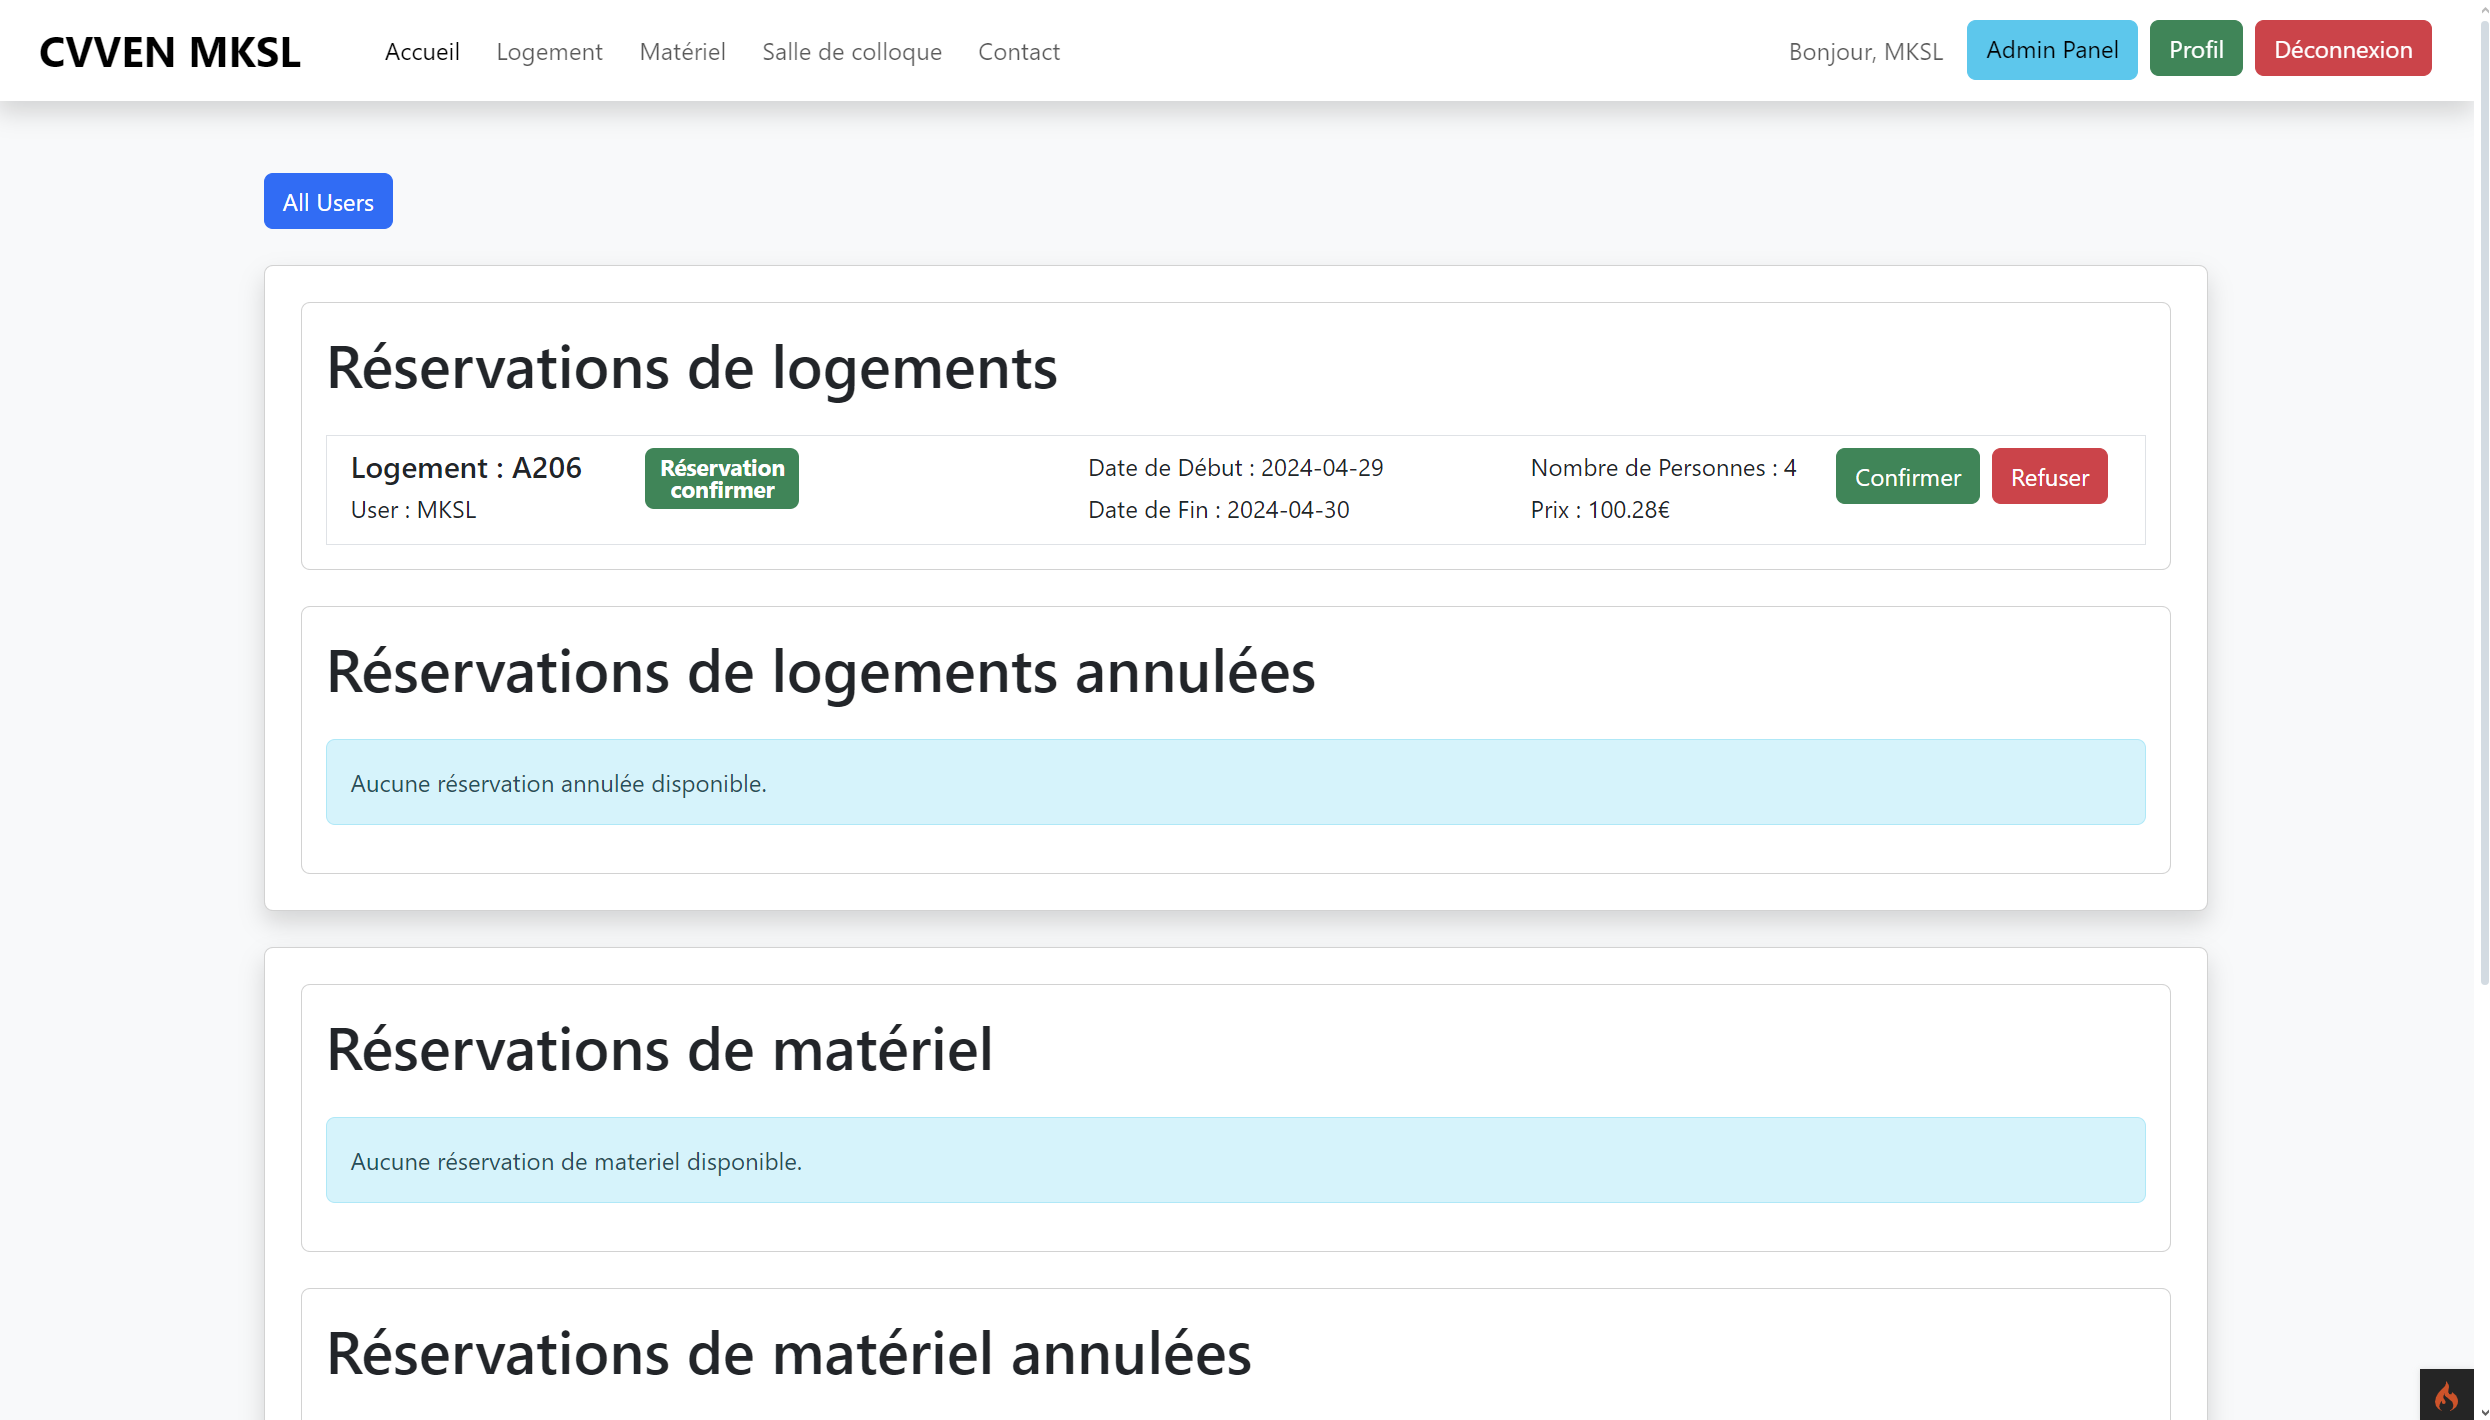 CVVEN MKSL
Accueil
Logement
Matériel
Salle de colloque
Contact
Bonjour, MKSL
Admin Panel
Profil
Déconnexion
All Users
Réservations de logements
Logement : A206
User : MKSL
Réservation
confirmer
Date de Début : 2024-04-29
Date de Fin : 2024-04-30
Nombre de Personnes : 4
Prix : 100.28€
Confirmer
Refuser
Réservations de logements annulées
Aucune réservation annulée disponible.
Réservations de matériel
Aucune réservation de materiel disponible.
Réservations de matériel annulées